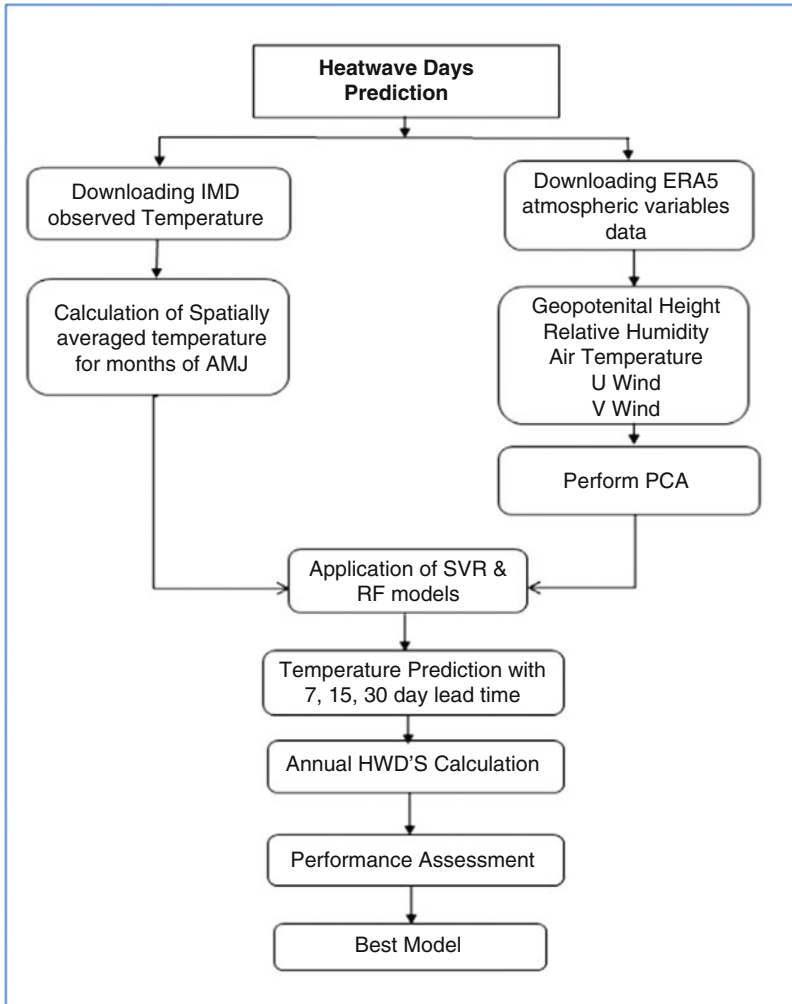 Heatwave Days
Prediction
Downloading IMD
observed Temperature
Downloading ERA5
atmospheric variables
data
Calculation of Spatially
averaged temperature
for months of AMJ
Geopotenital Height
Relative Humidity
Air Temperature
U Wind
V Wind
Perform PCA
Application of SVR &
RF models
Temperature Prediction with
7, 15, 30 day lead time
Annual HWD'S Calculation
Performance Assessment
Best Model